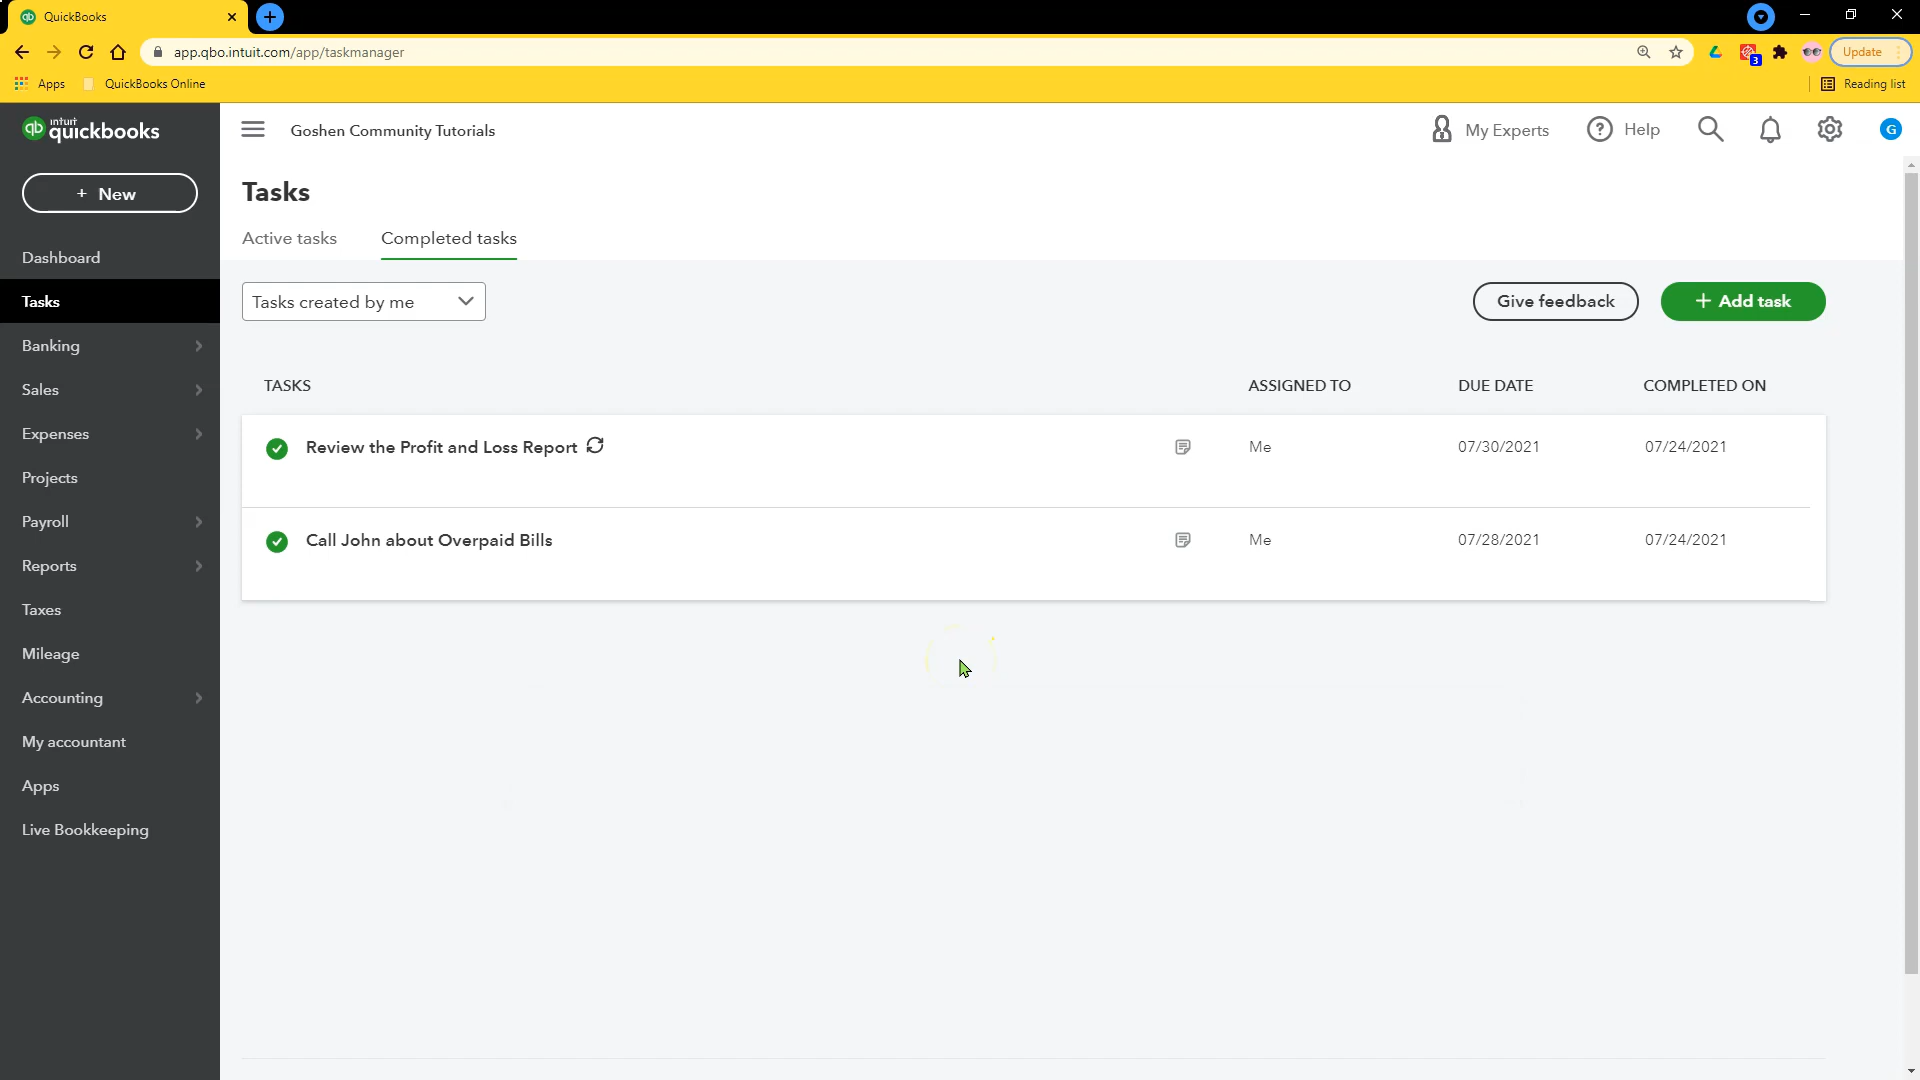 QuickBooks
app.qbo.intuit.com/app/taskmanager
3
Update
Apps
QuickBooks Online
Reading list
qb intuit quickbooks
Goshen Community Tutorials
My Experts
? Help
G
+ New
Tasks
Active tasks
Completed tasks
Dashboard
Tasks
Banking
Sales
Expenses
Projects
Payroll
Reports
Taxes
Mileage
Accounting
My accountant
Apps
Live Bookkeeping
Tasks created by me
Give feedback
+ Add task
TASKS ASSIGNED TO DUE DATE COMPLETED ON
Review the Profit and Loss Report Me 07/30/2021 07/24/2021
Call John about Overpaid Bills Me 07/28/2021 07/24/2021